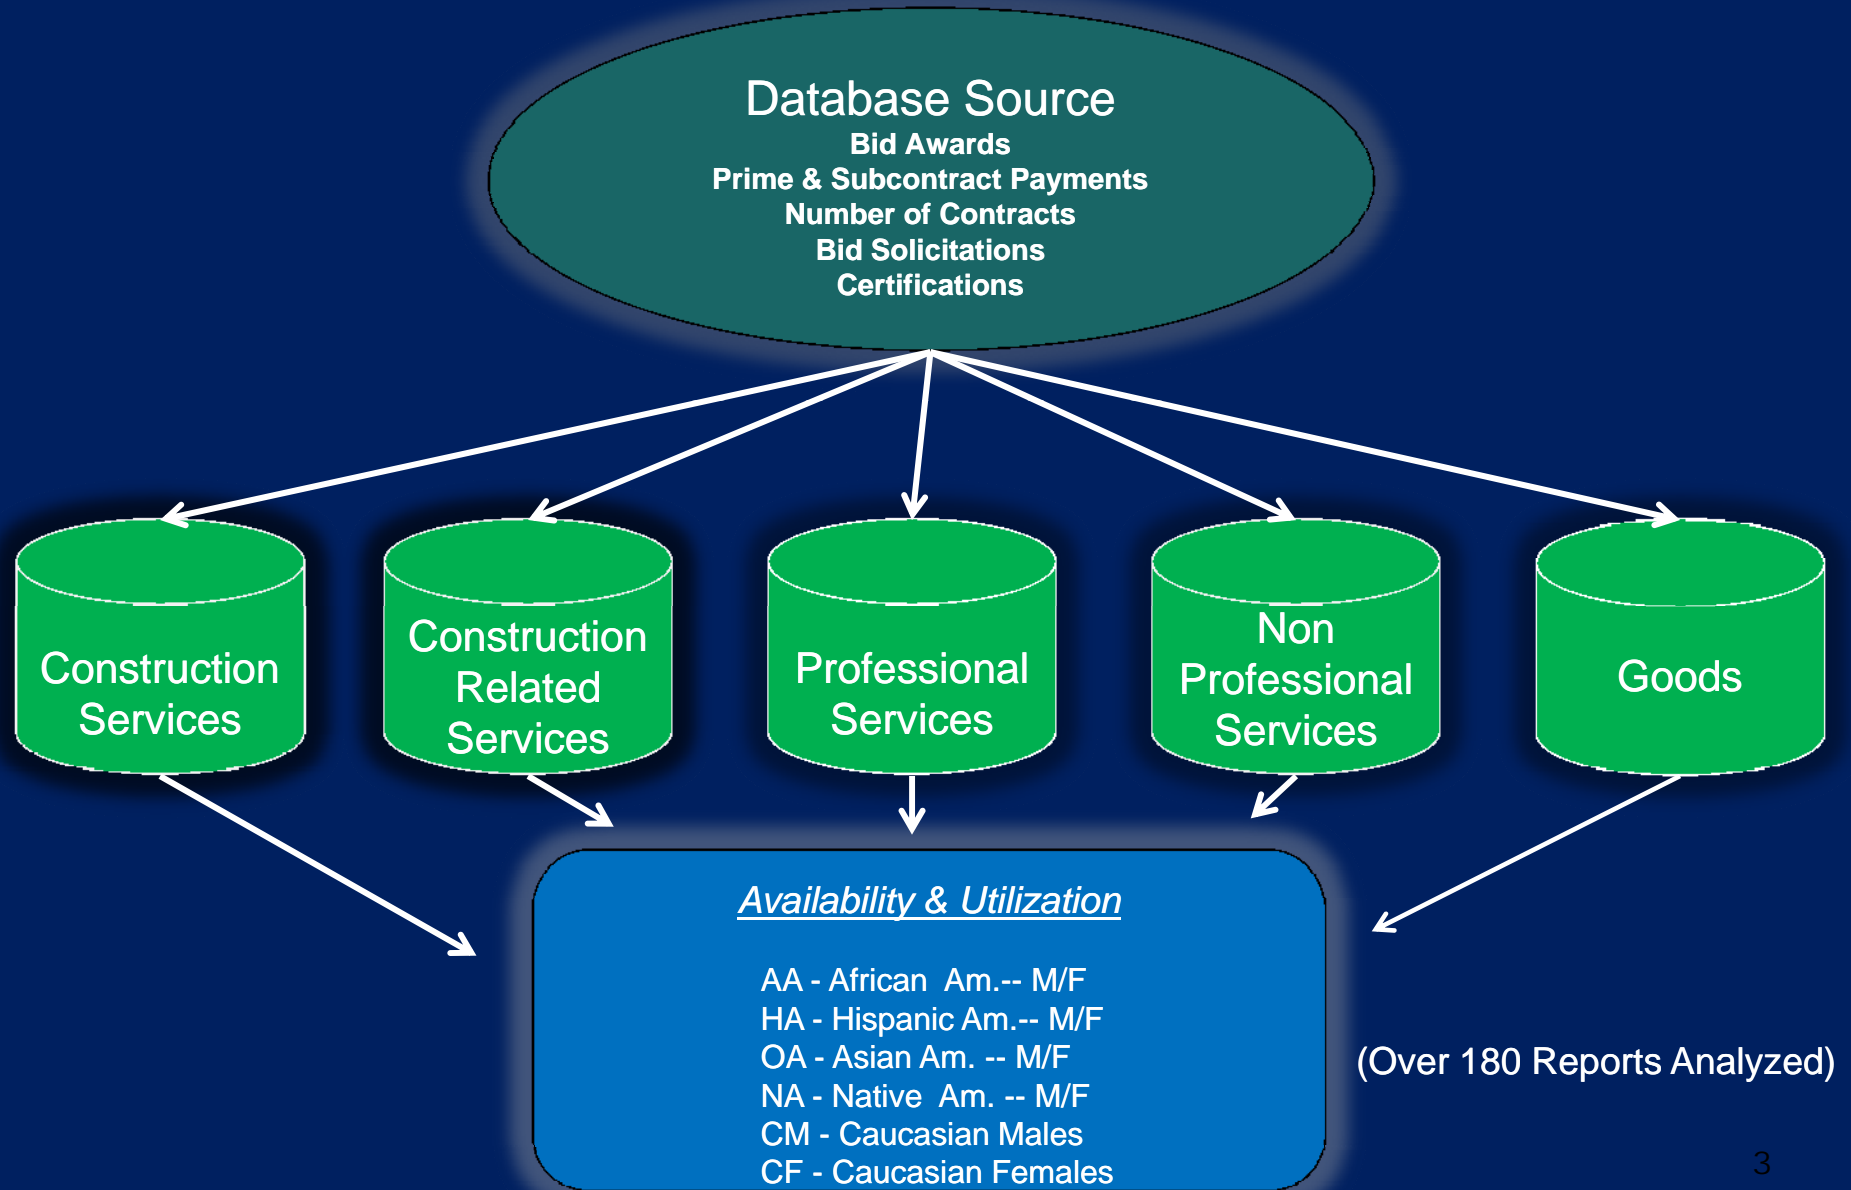 Database Source
Bid Awards
Prime & Subcontract Payments
Number of Contracts
Bid Solicitations
Certifications
Construction
Services
Construction
Related
Services
Professional
Services
Non
Professional
Services
Goods
Availability & Utilization
AA - African Am.-- M/F
HA - Hispanic Am.-- M/F
OA - Asian Am. -- M/F
NA - Native Am. -- M/F
CM - Caucasian Males
CF - Caucasian Females
(Over 180 Reports Analyzed)
3